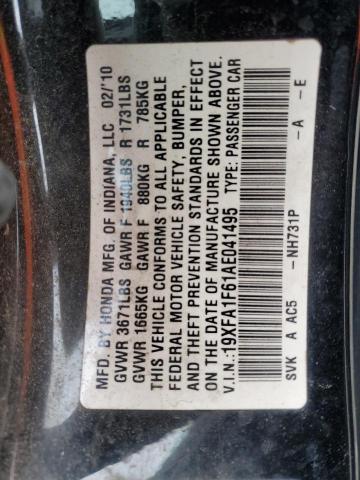 MFD. BY HONDA MFG. OF INDIANA, LLC 02/'10
GVWR 3671LBS GAWR F 1940LBS R 1731LBS
GVWR 1665KG GAWR F 880KG R 785KG
THIS VEHICLE CONFORMS TO ALL APPLICABLE
FEDERAL MOTOR VEHICLE SAFETY, BUMPER,
AND THEFT PREVENTION STANDARDS IN EFFECT
ON THE DATE OF MANUFACTURE SHOWN ABOVE.
V.I.N.:19XFA1F61AE041495 TYPE: PASSENGER CAR
SVK A AC5 -NH731P -A -E